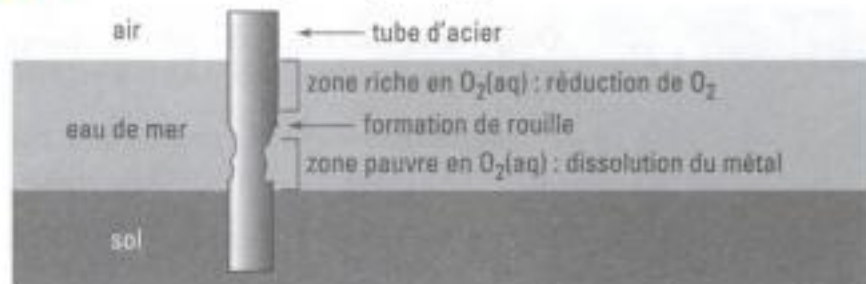 air
tube d'acier
zone riche en O₂(aq) : réduction de O₂
eau de mer
formation de rouille
zone pauvre en O₂(aq) : dissolution du métal
sol